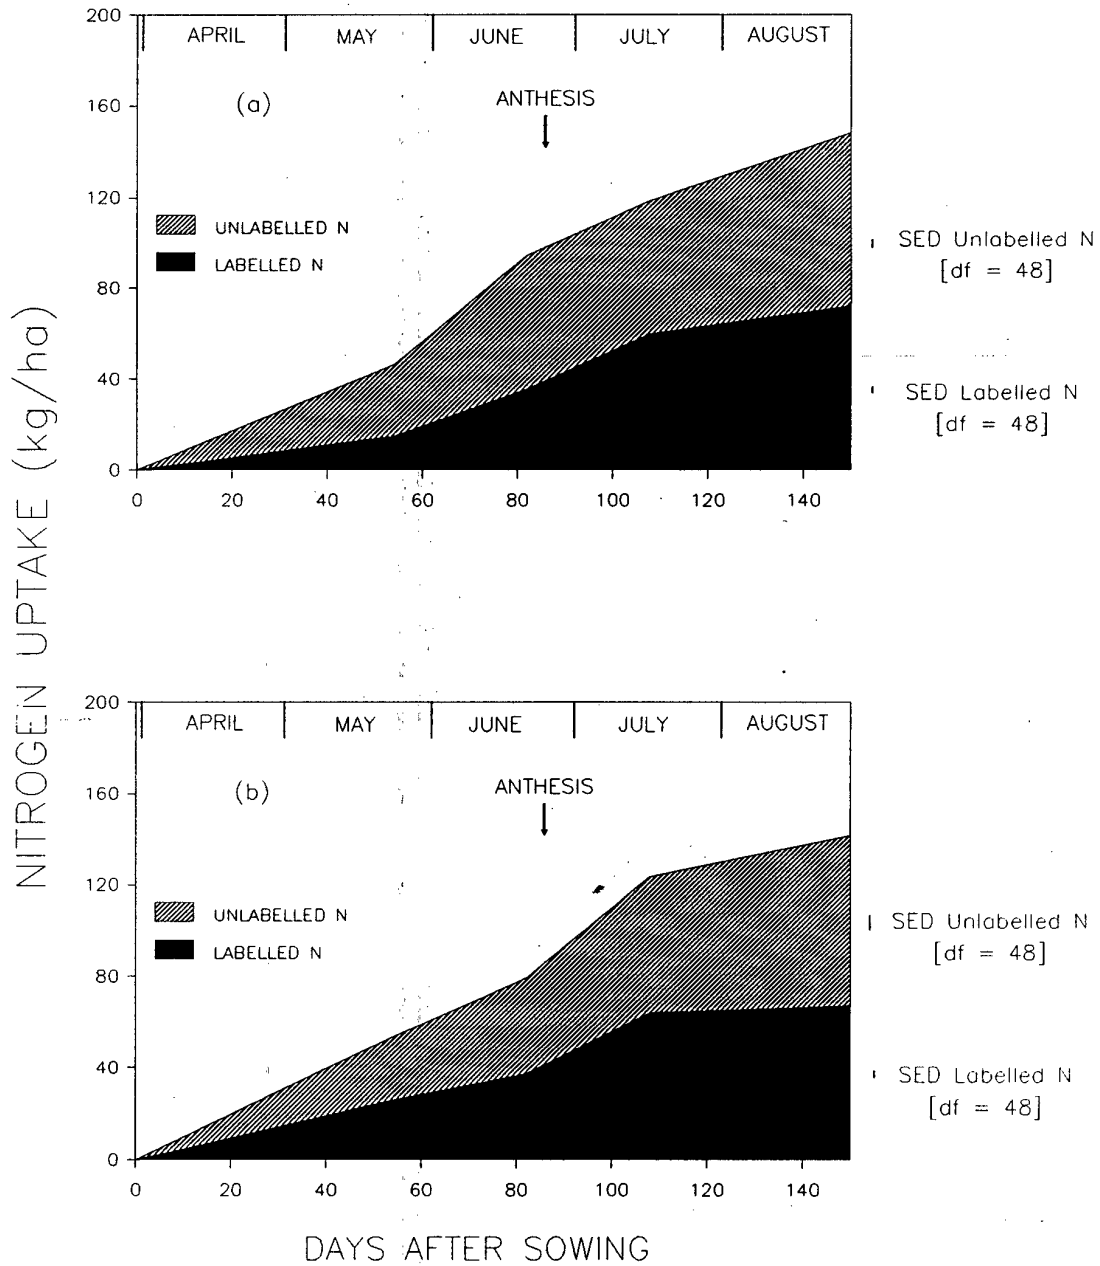 NITROGEN UPTAKE (kg/ha)
200
APRIL MAY JUNE JULY AUGUST
160
(a)
ANTHESIS
120
UNLABELLED N
LABELLED N
80
40
0
0 20 40 60 80 100 120 140
SED Unlabelled N
[df = 48]
SED Labelled N
[df = 48]
200
APRIL MAY JUNE JULY AUGUST
160
(b)
ANTHESIS
120
UNLABELLED N
LABELLED N
80
40
0
0 20 40 60 80 100 120 140
SED Unlabelled N
[df = 48]
SED Labelled N
[df = 48]
DAYS AFTER SOWING